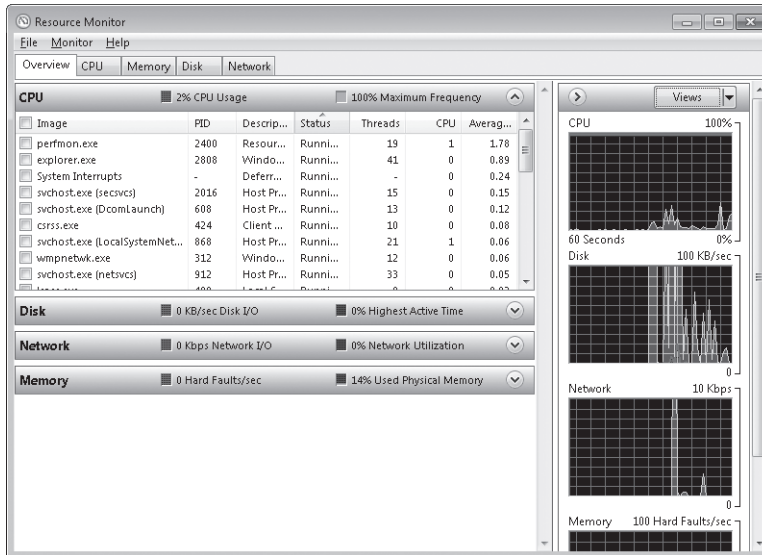 Resource Monitor
File Monitor Help
Overview CPU Memory Disk Network
CPU 2% CPU Usage 100% Maximum Frequency
Image PID Descrip... Status Threads CPU Averag...
perfmon.exe 2400 Resour... Runni... 19 1 1.78
explorer.exe 2808 Windo... Runni... 41 0 0.89
System Interrupts - Deferr... Runni... - 0 0.24
svchost.exe (secsvcs) 2016 Host Pr... Runni... 15 0 0.15
svchost.exe (DcomLaunch) 608 Host Pr... Runni... 13 0 0.12
csrss.exe 424 Client ... Runni... 10 0 0.08
svchost.exe (LocalSystemNet... 868 Host Pr... Runni... 21 1 0.06
wmpnetwk.exe 312 Windo... Runni... 12 0 0.06
svchost.exe (netsvcs) 912 Host Pr... Runni... 33 0 0.05
Disk 0 KB/sec Disk I/O 0% Highest Active Time
Network 0 Kbps Network I/O 0% Network Utilization
Memory 0 Hard Faults/sec 14% Used Physical Memory
Views
CPU 100%
60 Seconds 0%
Disk 100 KB/sec
0
Network 10 Kbps
0
Memory 100 Hard Faults/sec